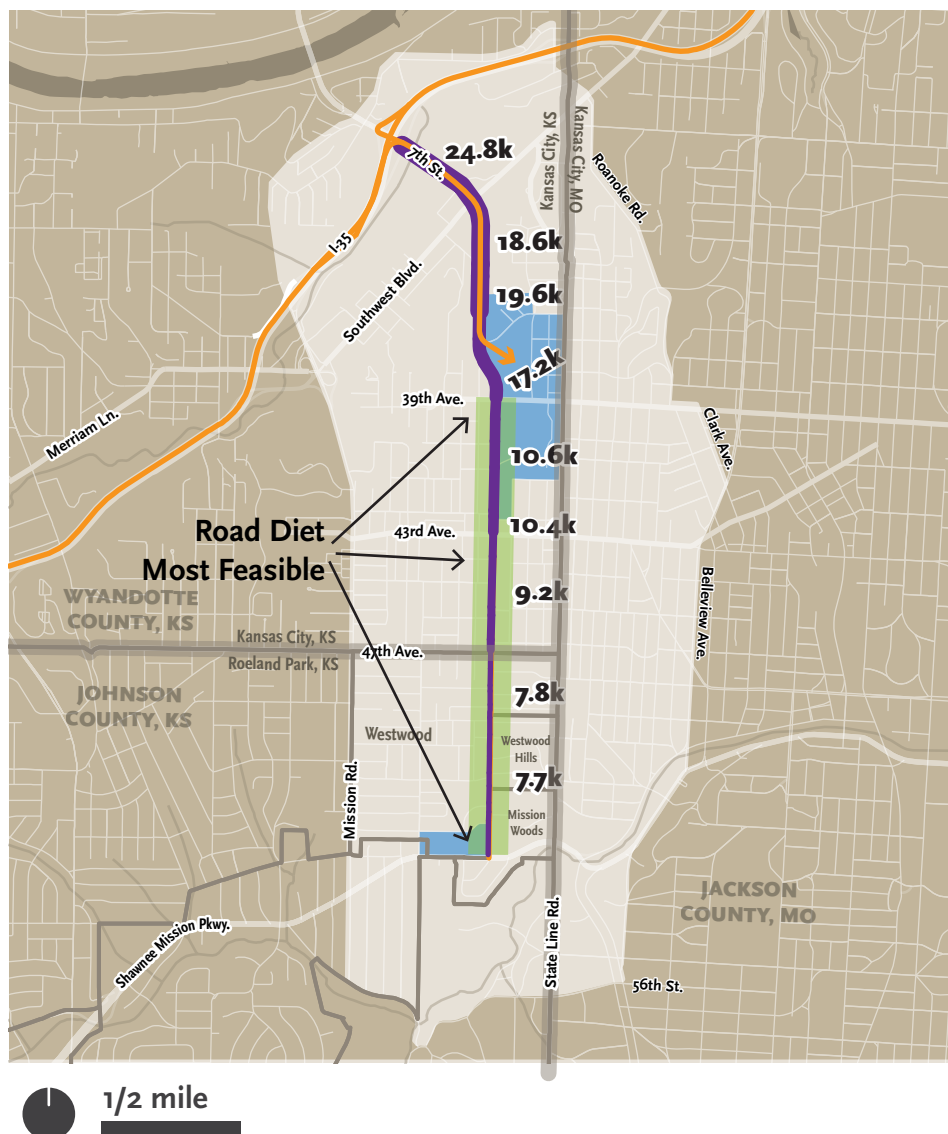 24.8k
7th St.
Kansas City, KS
Kansas City, MO
Roanoke Rd.
18.6k
I-35
19.6k
Southwest Blvd.
17.2k
39th Ave.
Merriam Ln.
Clark Ave.
10.6k
10.4k
Road Diet
Most Feasible
43rd Ave.
9.2k
Belleview Ave.
WYANDOTTE
COUNTY, KS
Kansas City, KS
47th Ave.
Roeland Park, KS
JOHNSON
COUNTY, KS
7.8k
Westwood
Westwood
Hills
7.7k
Mission Rd.
Mission
Woods
JACKSON
COUNTY, MO
Shawnee Mission Pkwy.
State Line Rd.
56th St.
1/2 mile